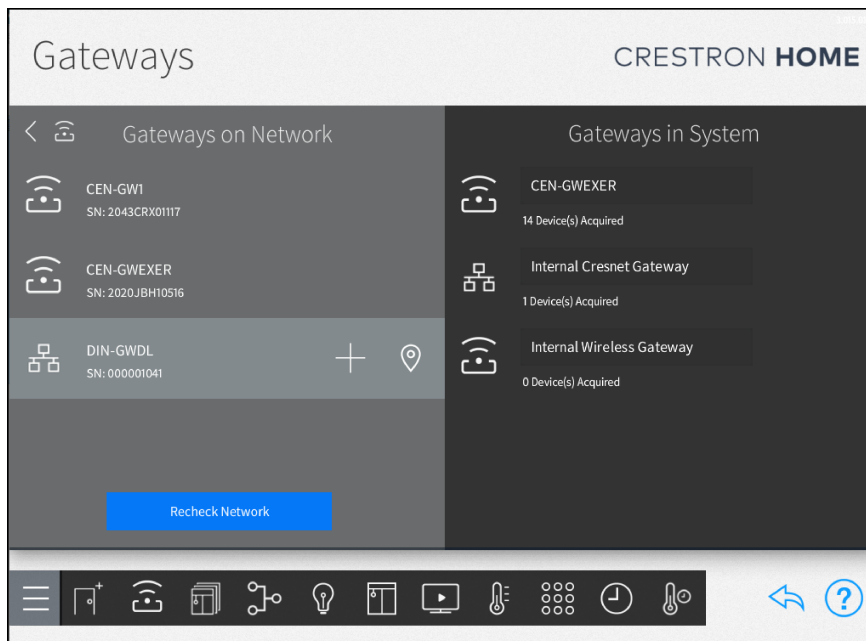 Gateways
CRESTRON HOME
Gateways on Network
CEN-GW1
SN: 2043CRX01117
CEN-GWEXER
SN: 2020JBH10516
DIN-GWDL
SN: 000001041
Recheck Network
Gateways in System
CEN-GWEXER
14 Device(s) Acquired
Internal Cresnet Gateway
1 Device(s) Acquired
Internal Wireless Gateway
0 Device(s) Acquired
?